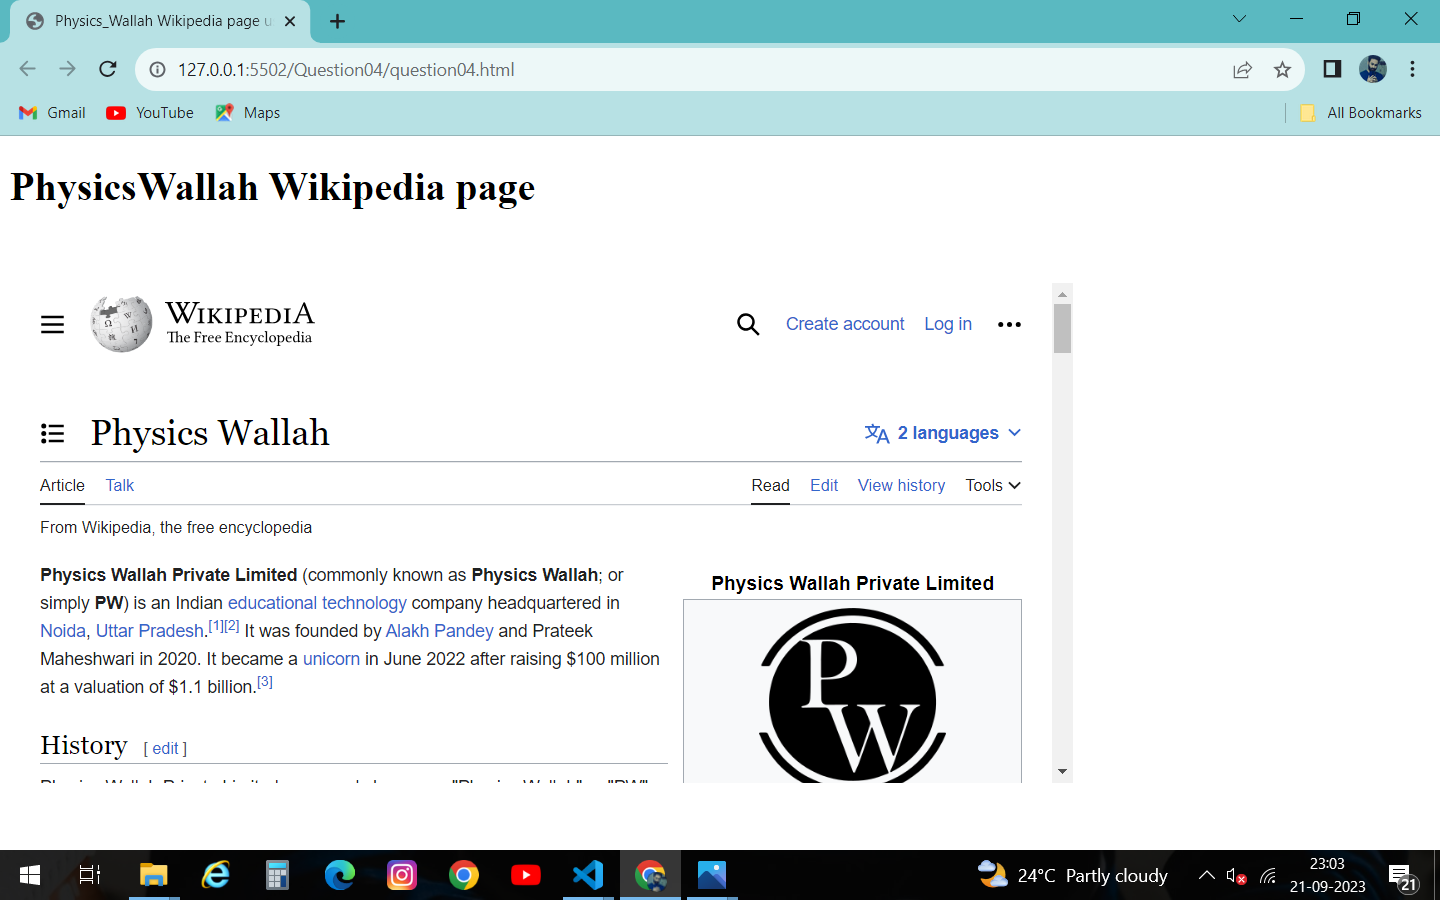 Physics_Wallah Wikipedia page u
127.0.0.1:5502/Question04/question04.html
Gmail YouTube Maps All Bookmarks
PhysicsWallah Wikipedia page
WIKIPEDIA
The Free Encyclopedia
Create account Log in
Physics Wallah
2 languages
Article Talk Read Edit View history Tools
From Wikipedia, the free encyclopedia
Physics Wallah Private Limited (commonly known as Physics Wallah; or
simply PW) is an Indian educational technology company headquartered in
Noida, Uttar Pradesh.[1][2] It was founded by Alakh Pandey and Prateek
Maheshwari in 2020. It became a unicorn in June 2022 after raising $100 million
at a valuation of $1.1 billion.[3]
Physics Wallah Private Limited
PW
History [ edit ]
24°C Partly cloudy
23:03
21-09-2023
21